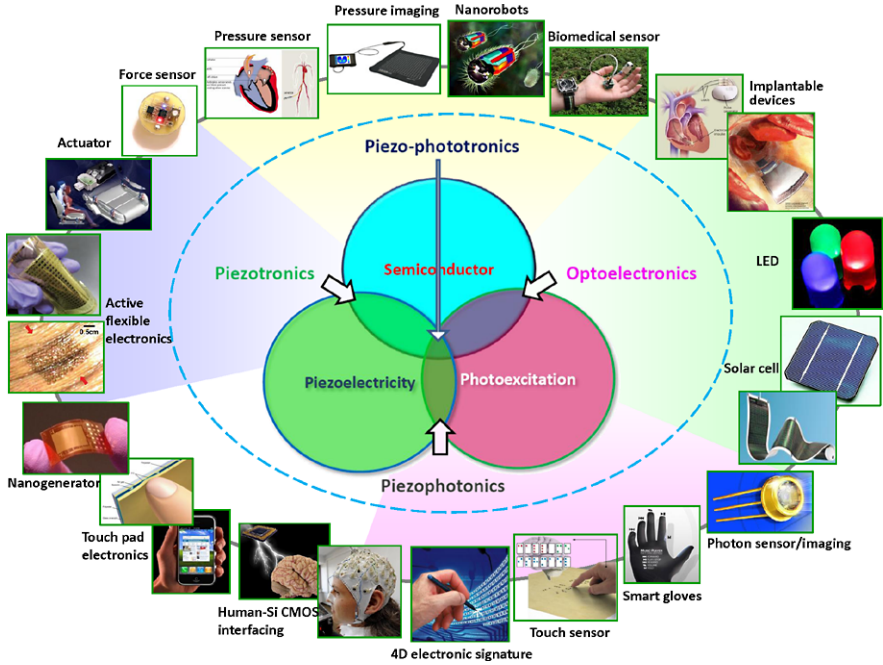 Pressure imaging
Nanorobots
Pressure sensor
Biomedical sensor
Force sensor
Implantable
devices
Actuator
Piezo-phototronics
LED
Piezotronics
Semiconductor
Optoelectronics
Active
flexible
electronics
0.5cm
Piezoelectricity
Photoexcitation
Solar cell
Nanogenerator
Piezophotonics
Touch pad
electronics
Photon sensor/imaging
Human-Si CMOS
interfacing
Smart gloves
Touch sensor
4D electronic signature